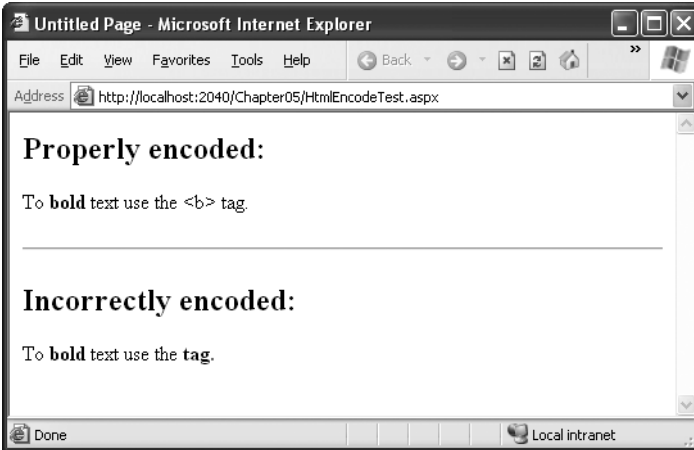 Untitled Page - Microsoft Internet Explorer
File Edit View Favorites Tools Help Back »
Address http://localhost:2040/Chapter05/HtmlEncodeTest.aspx
Properly encoded:
To bold text use the <b> tag.
Incorrectly encoded:
To bold text use the tag.
Done Local intranet